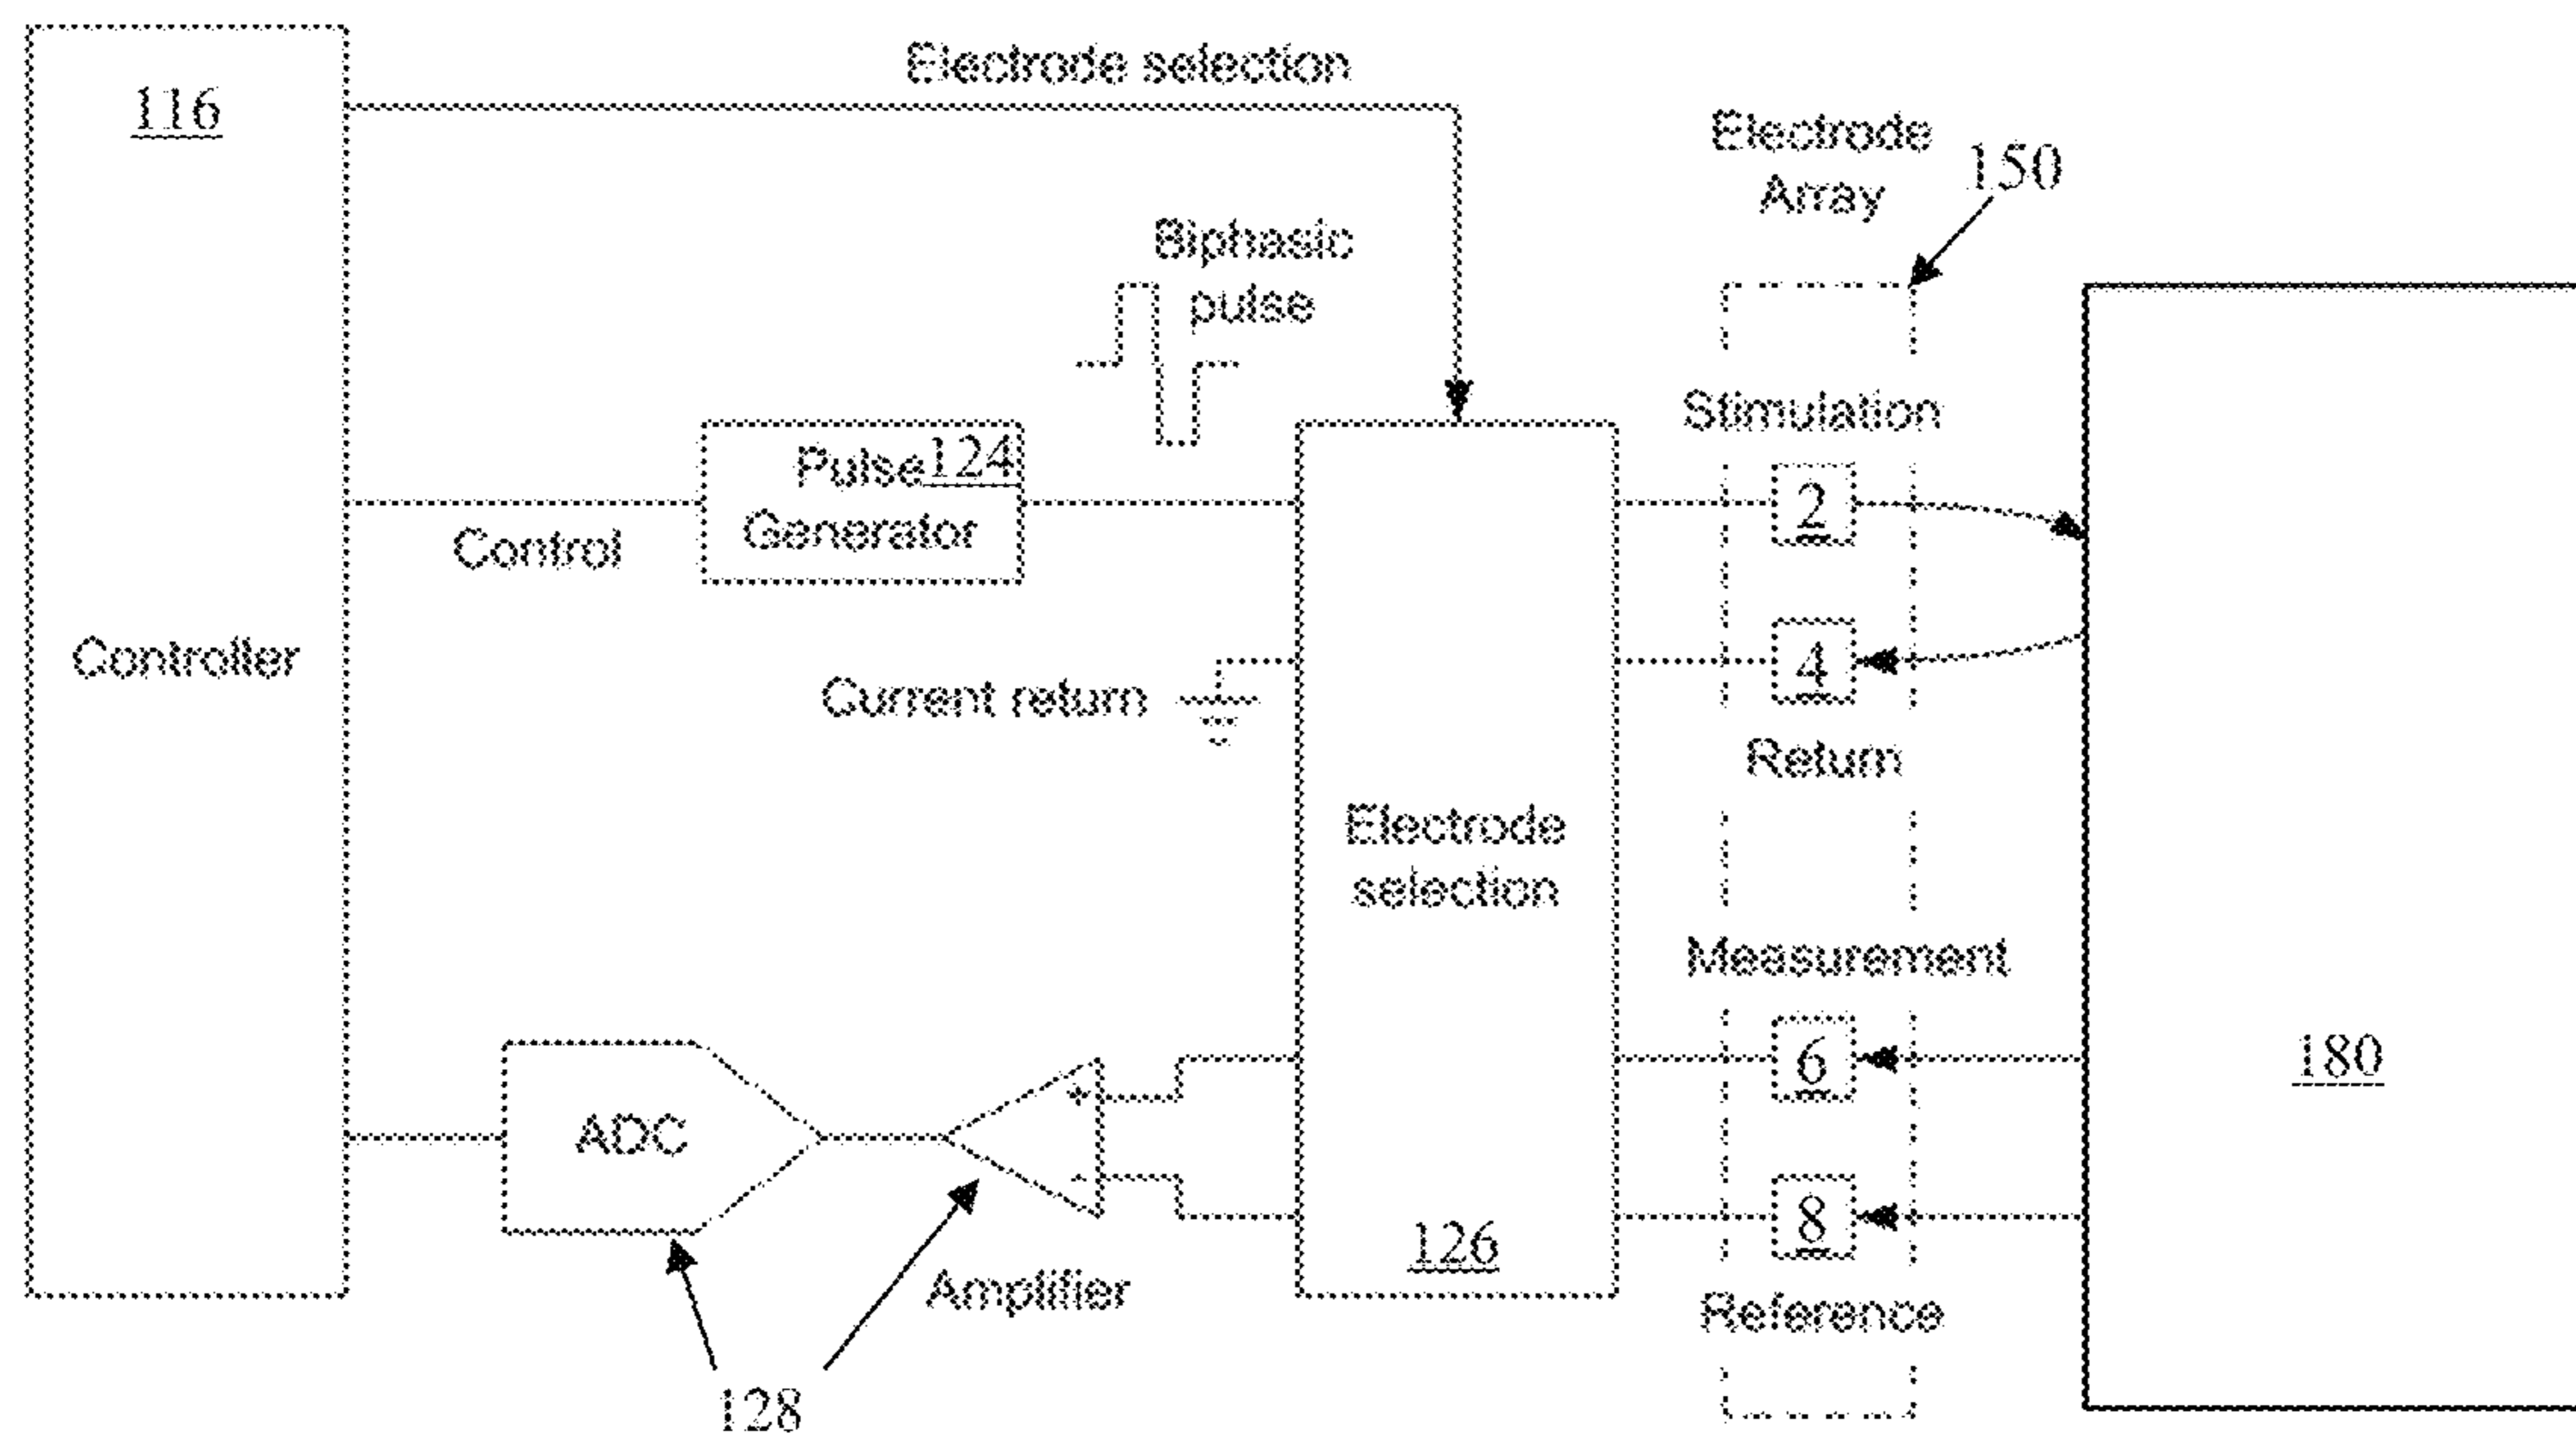 116
Controller
Electrode selection
Biphasic
pulse
Pulse 124
Generator
Control
Current return
Electrode
selection
126
ADC
+
-
Amplifier
128
Electrode
Array
150
Stimulation
2
4
Return
Measurement
6
8
Reference
180